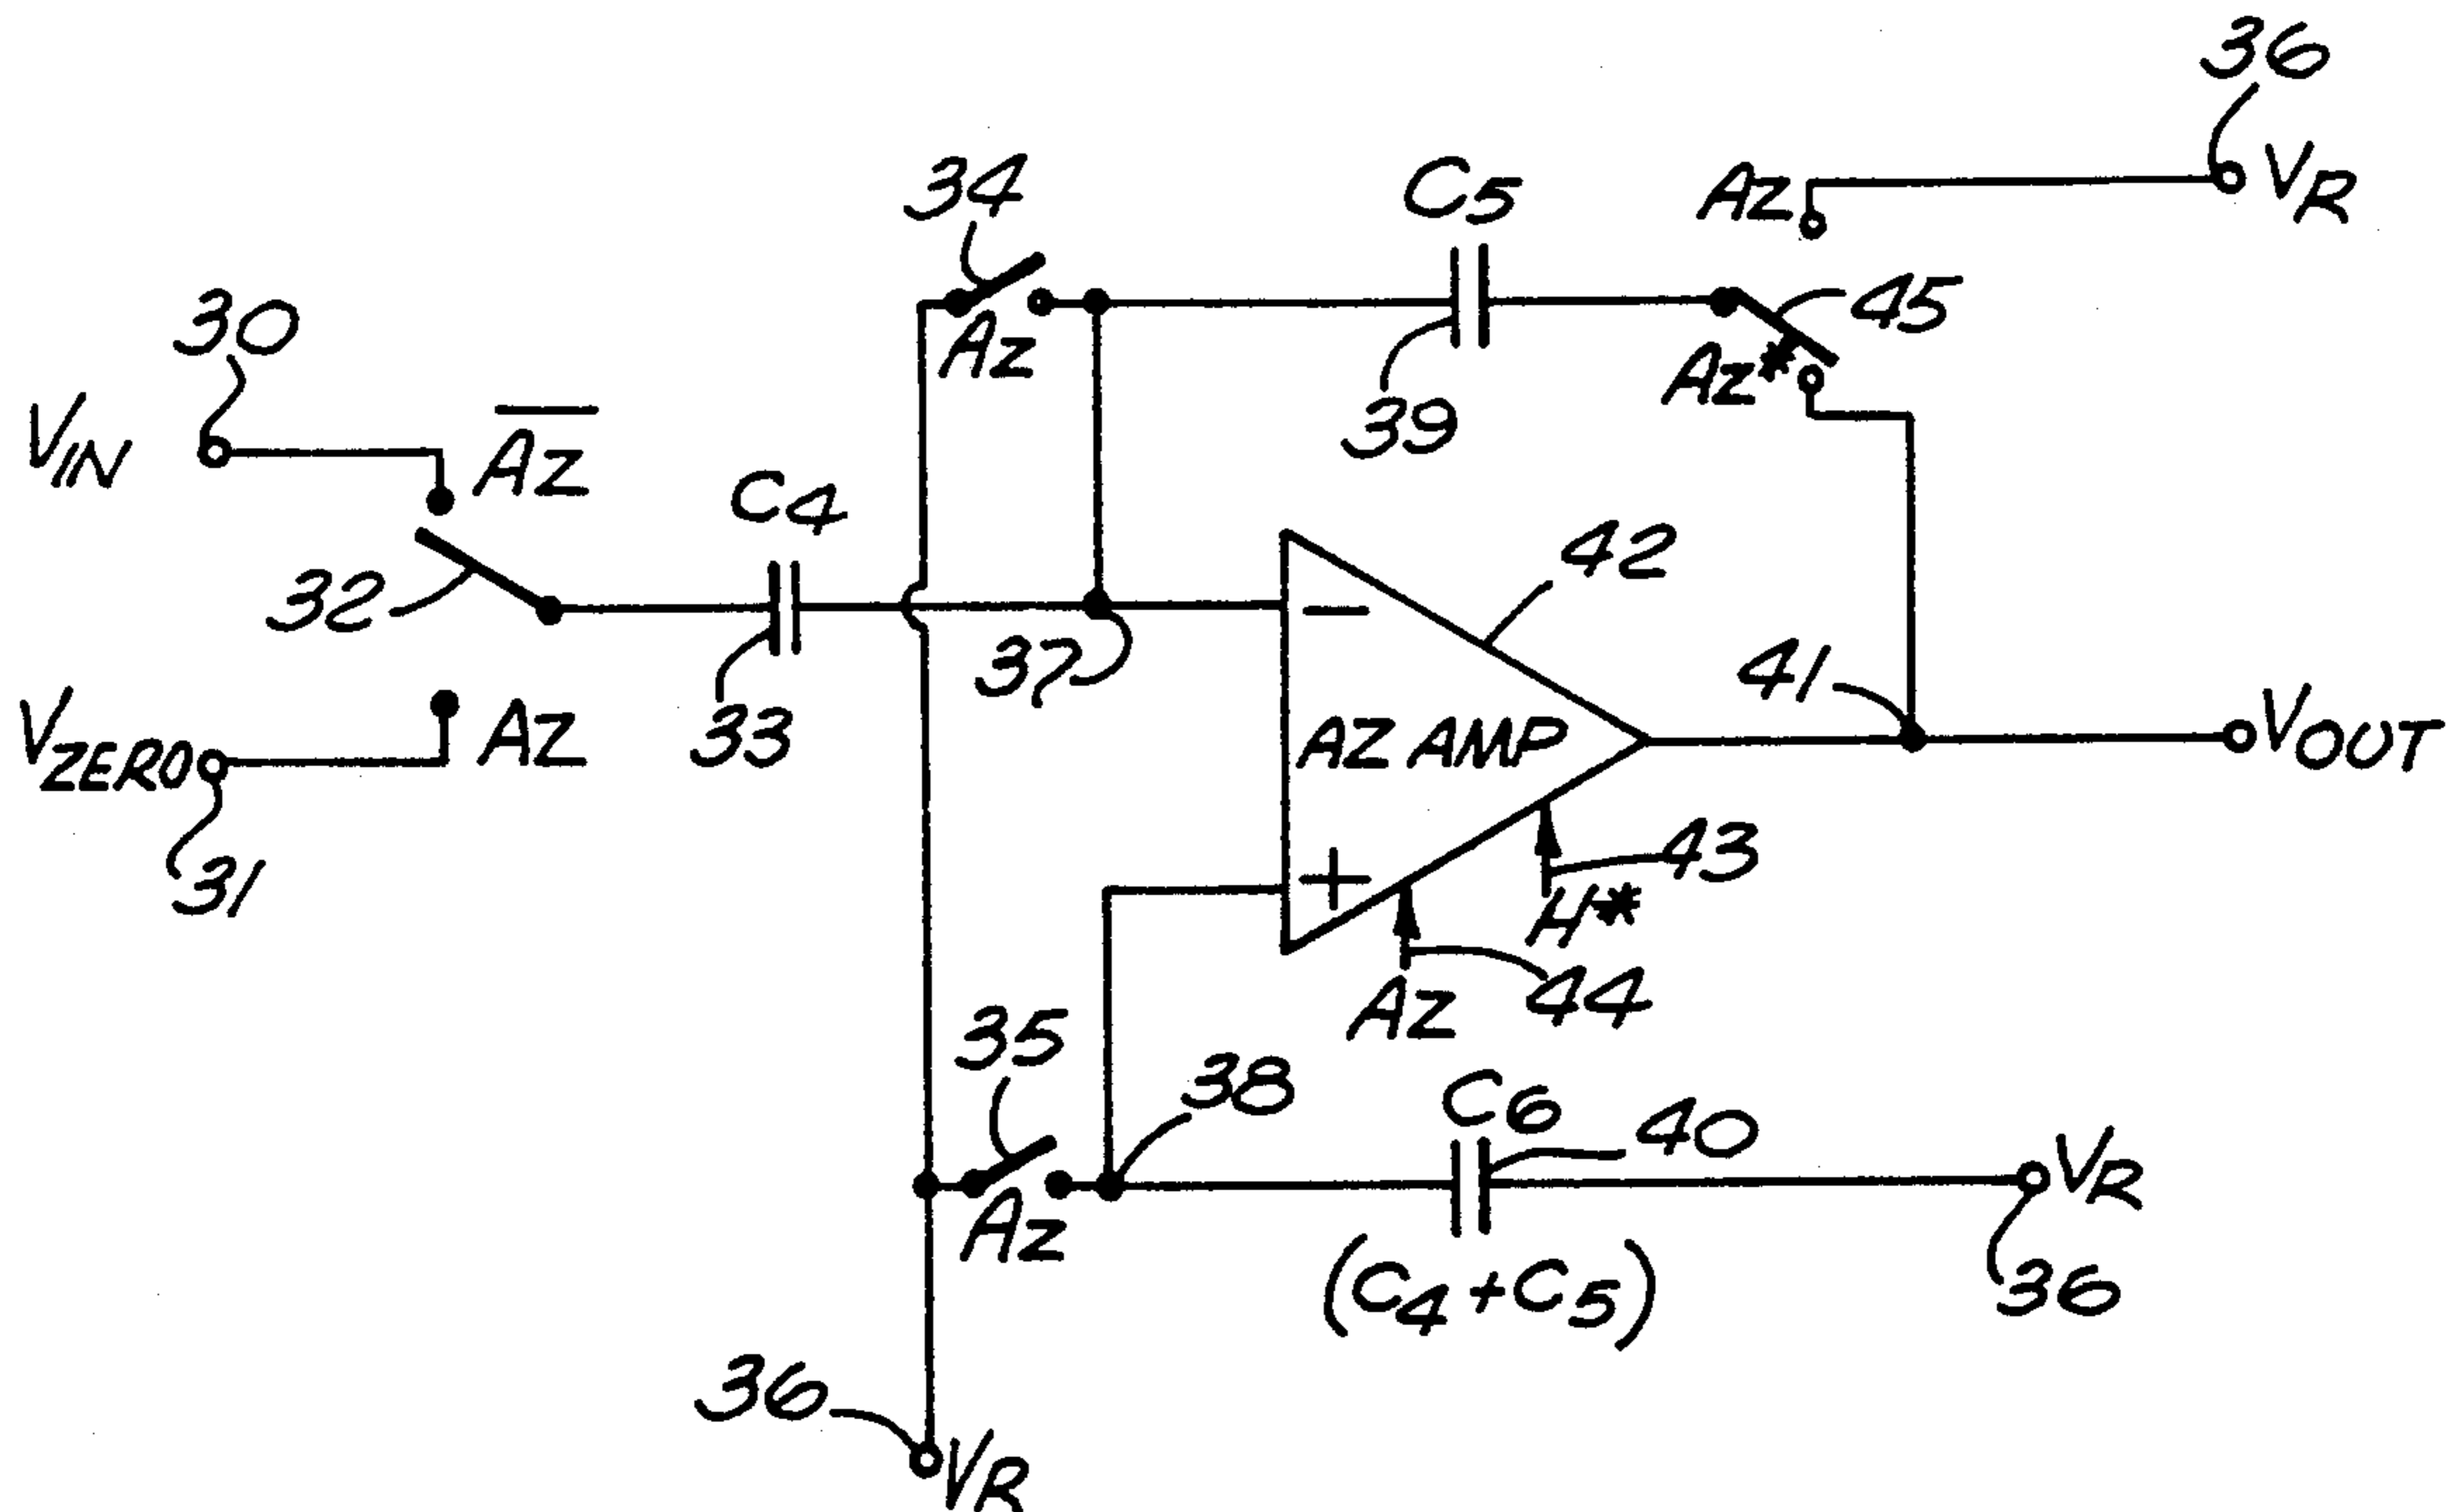 36
VR
34
C5
AZ
45
30
AZ
AZ*
VIN
A̅Z̅
39
C4
42
32
37
41
VZERO
AZ
33
−
AZ AMP
VOUT
+
43
H*
31
AZ
44
35
38
C6
40
VR
AZ
(C4+C5)
36
36
VR